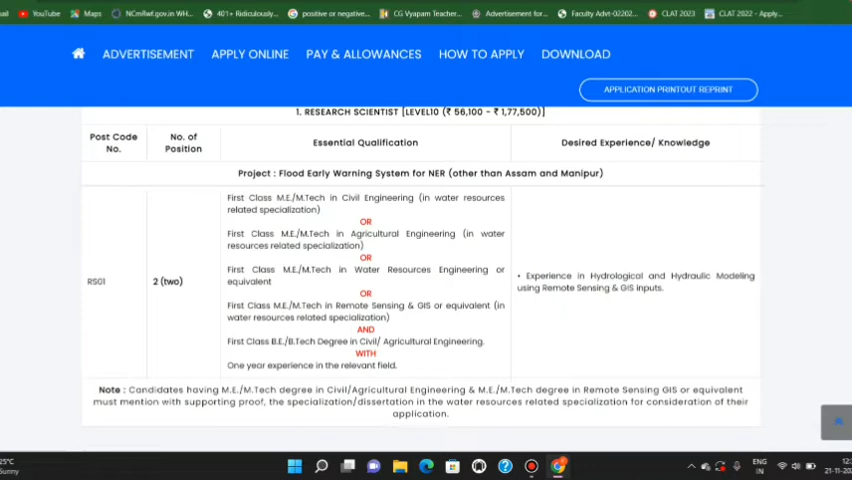 YouTube Maps NCmRwf.gov.in WH... 401+ Ridiculously... positive or negative... CG Vyapam Teacher... Advertisement for... Faculty Advt-02202... CLAT 2023 CLAT 2022 - Apply...
ADVERTISEMENT APPLY ONLINE PAY & ALLOWANCES HOW TO APPLY DOWNLOAD
APPLICATION PRINTOUT REPRINT
1. RESEARCH SCIENTIST [LEVEL10 (₹ 56,100 - ₹ 1,77,500)]
Post Code No. No. of Position Essential Qualification Desired Experience/ Knowledge
Project : Flood Early Warning System for NER (other than Assam and Manipur)
First Class M.E./M.Tech in Civil Engineering (in water resources
related specialization)
OR
First Class M.E./M.Tech in Agricultural Engineering (in water
resources related specialization)
OR
First Class M.E./M.Tech in Water Resources Engineering or
equivalent
OR
First Class M.E./M.Tech in Remote Sensing & GIS or equivalent (in
water resources related specialization)
AND
First Class B.E./B.Tech Degree in Civil/ Agricultural Engineering.
WITH
One year experience in the relevant field.
RS01 2 (two)
• Experience in Hydrological and Hydraulic Modeling
using Remote Sensing & GIS inputs.
Note : Candidates having M.E./M.Tech degree in Civil/Agricultural Engineering & M.E./M.Tech degree in Remote Sensing GIS or equivalent
must mention with supporting proof, the specialization/dissertation in the water resources related specialization for consideration of their
application.
25°C
Sunny
ENG
IN